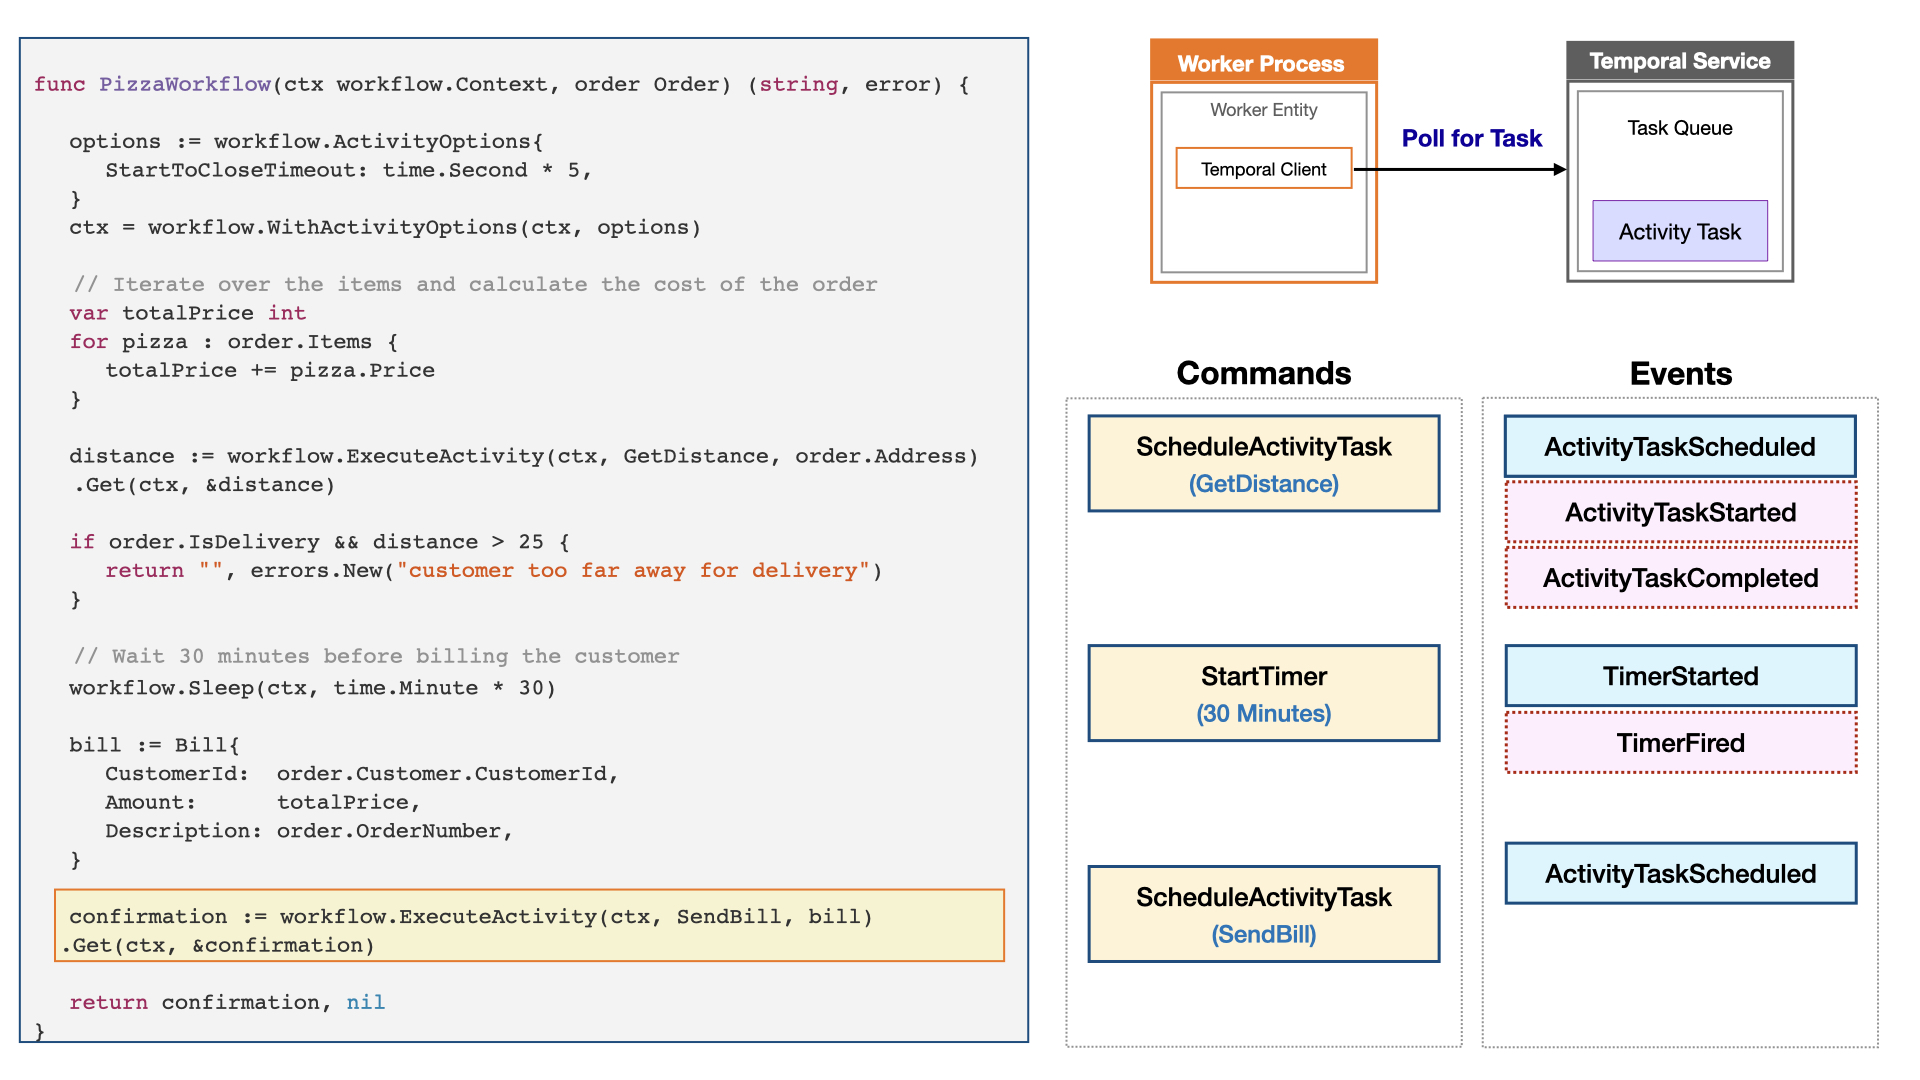 func PizzaWorkflow(ctx workflow.Context, order Order) (string, error) {
options := workflow.ActivityOptions{
StartToCloseTimeout: time.Second * 5,
}
ctx = workflow.WithActivityOptions(ctx, options)
// Iterate over the items and calculate the cost of the order
var totalPrice int
for pizza : order.Items {
totalPrice += pizza.Price
}
distance := workflow.ExecuteActivity(ctx, GetDistance, order.Address)
.Get(ctx, &distance)
if order.IsDelivery && distance > 25 {
return "", errors.New("customer too far away for delivery")
}
// Wait 30 minutes before billing the customer
workflow.Sleep(ctx, time.Minute * 30)
bill := Bill{
CustomerId: order.Customer.CustomerId,
Amount: totalPrice,
Description: order.OrderNumber,
}
confirmation := workflow.ExecuteActivity(ctx, SendBill, bill)
.Get(ctx, &confirmation)
return confirmation, nil
}
Worker Process
Worker Entity
Temporal Client
Poll for Task
Temporal Service
Task Queue
Activity Task
Commands
ScheduleActivityTask
(GetDistance)
StartTimer
(30 Minutes)
ScheduleActivityTask
(SendBill)
Events
ActivityTaskScheduled
ActivityTaskStarted
ActivityTaskCompleted
TimerStarted
TimerFired
ActivityTaskScheduled